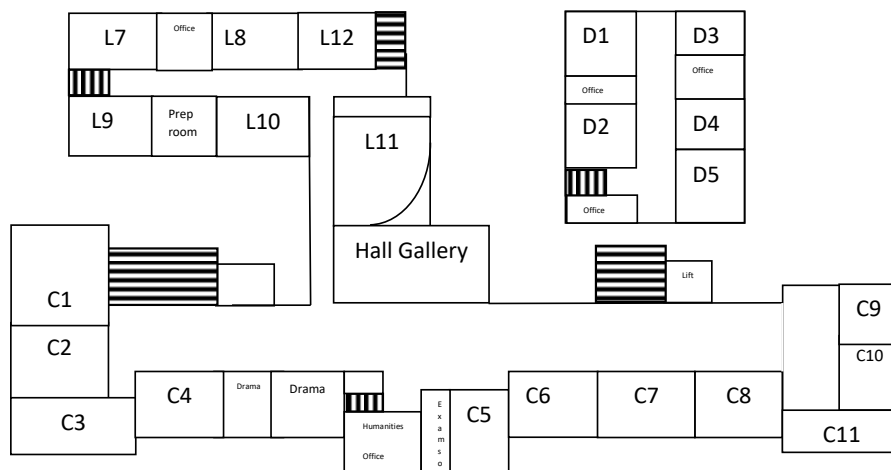 L7
Office
L8
L12
D1
D3
Office
Office
L9
Prep
room
L10
L11
D2
D4
D5
Office
Hall Gallery
C1
Lift
C9
C2
C10
C4
Drama
Drama
C6
C7
C8
C3
Humanities
Office
Examso
C5
C11